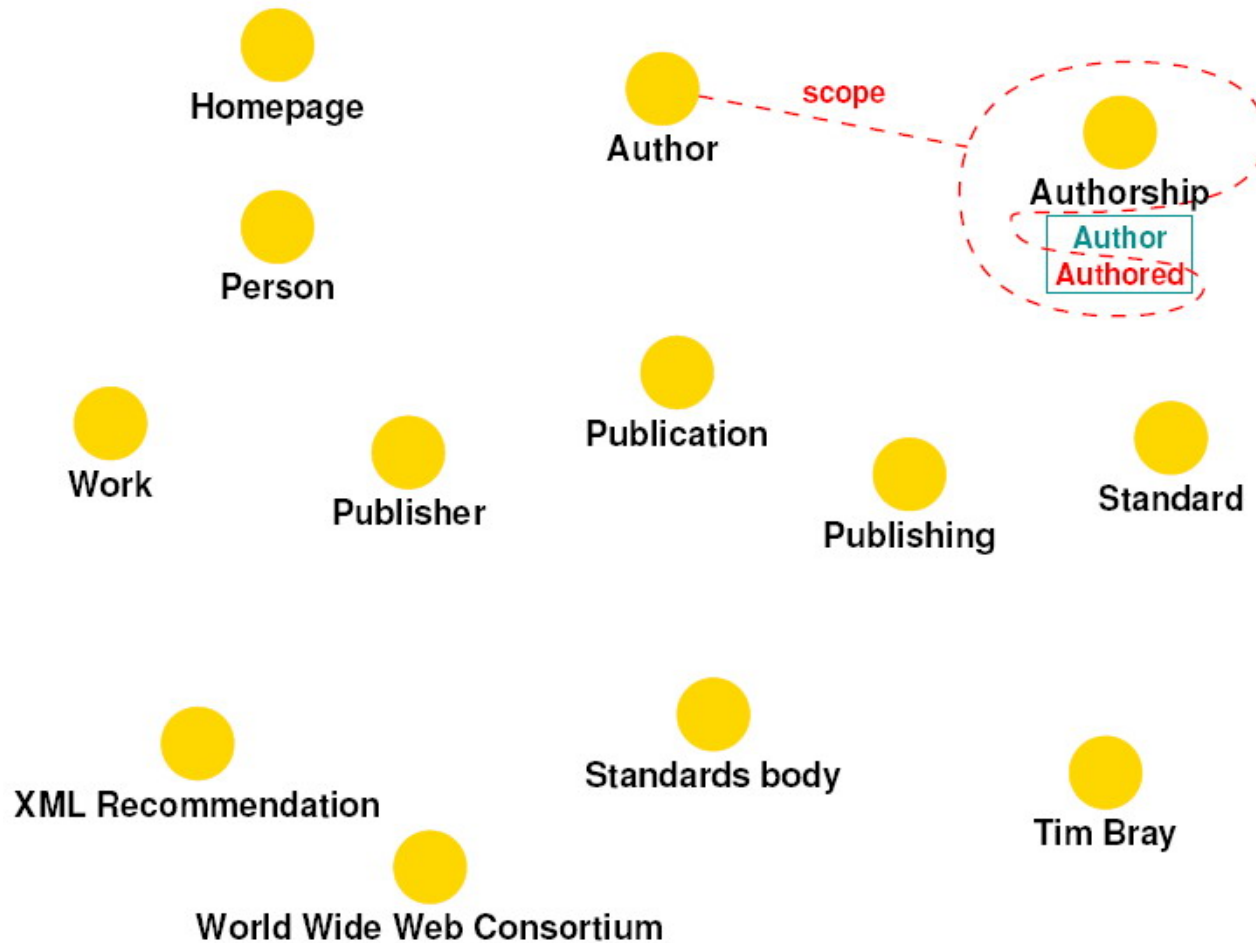 Homepage
Author
scope
Authorship
Author
Authored
Person
Work
Publisher
Publication
Publishing
Standard
XML Recommendation
World Wide Web Consortium
Standards body
Tim Bray